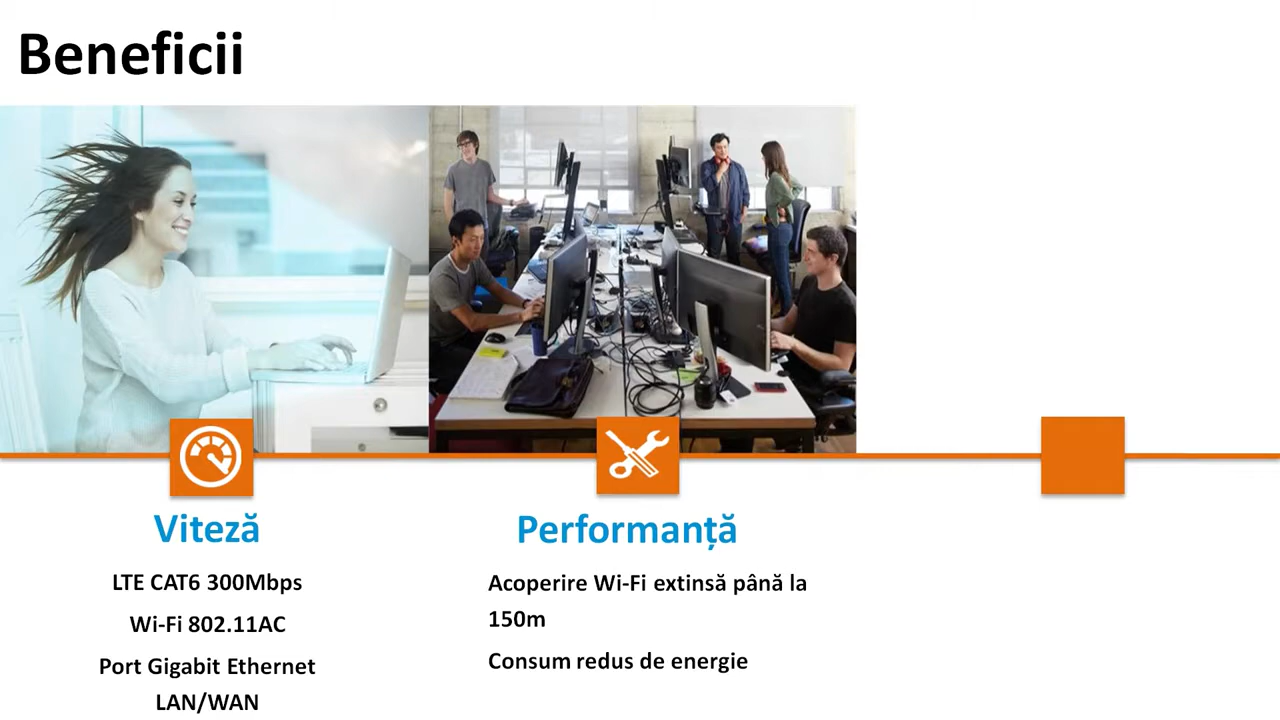 Beneficii
Viteză
LTE CAT6 300Mbps
Wi-Fi 802.11AC
Port Gigabit Ethernet
LAN/WAN
Performanță
Acoperire Wi-Fi extinsă până la
150m
Consum redus de energie